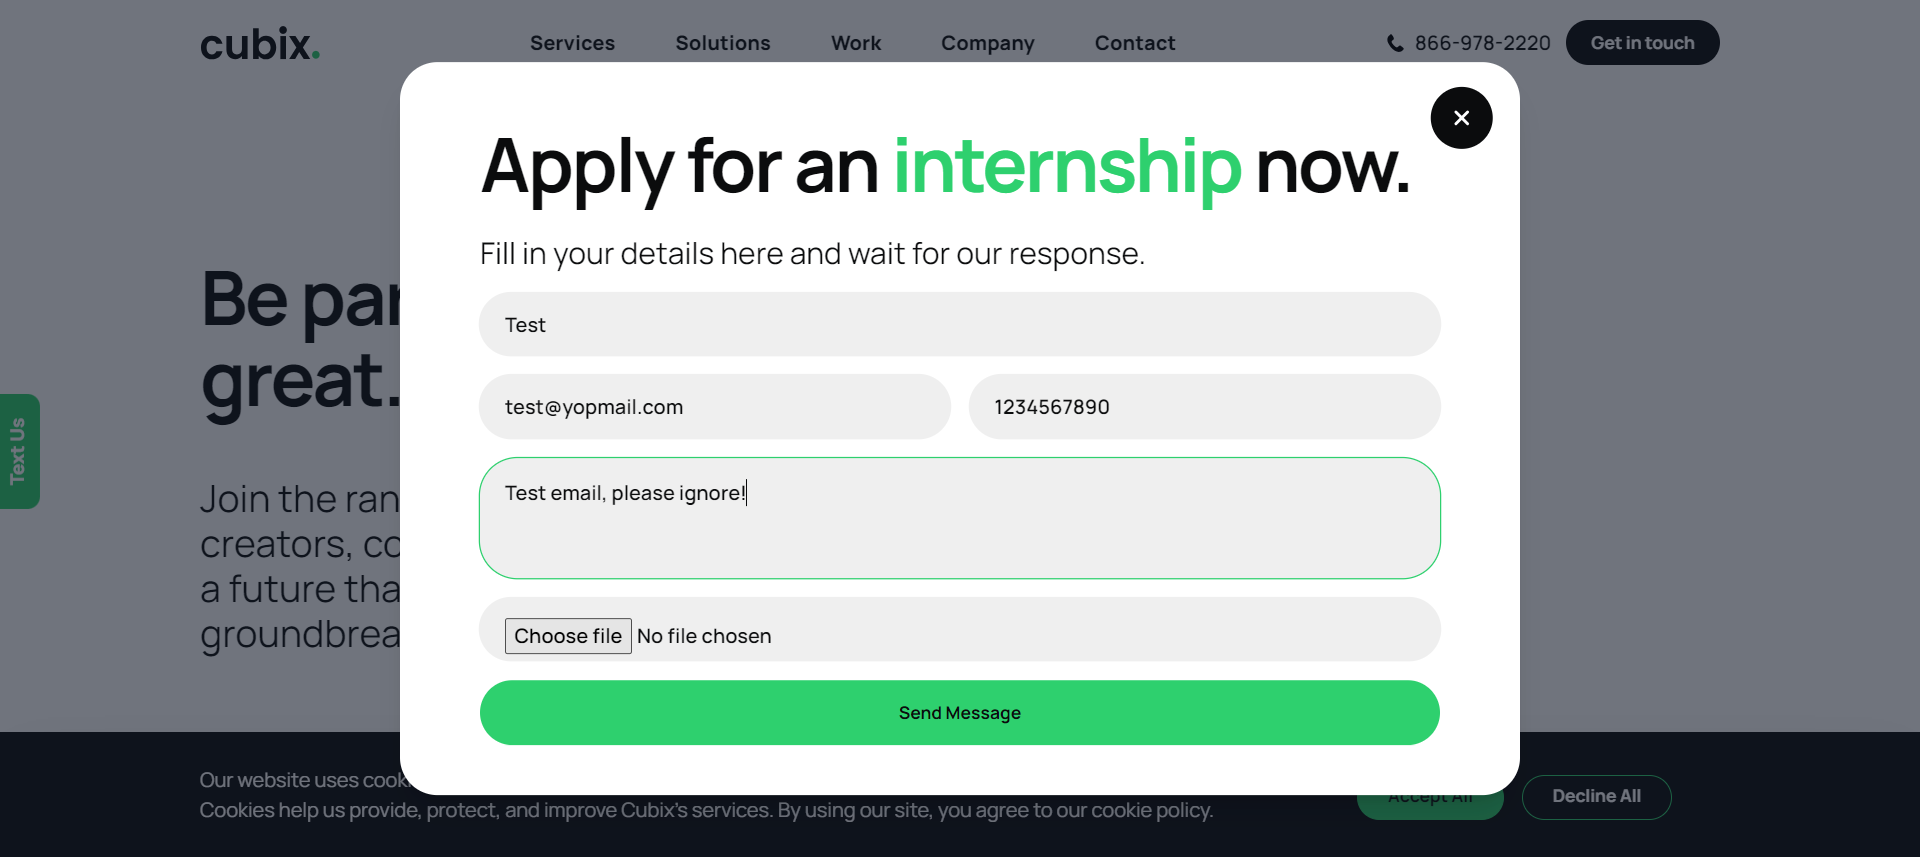 cubix.
Services
Solutions
Work
Company
Contact
866-978-2220
Get in touch
Apply for an internship now.
Fill in your details here and wait for our response.
Test
test@yopmail.com
1234567890
Test email, please ignore!
Choose file No file chosen
Send Message
Be par
great.
Text Us
Join the ran
creators, co
a future tha
groundbrea
Our website uses cook
Cookies help us provide, protect, and improve Cubix's services. By using our site, you agree to our cookie policy.
Accept All
Decline All